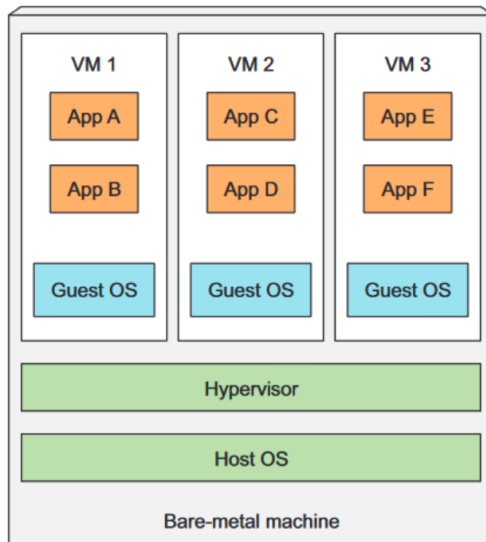 VM 1
VM 2
VM 3
App A
App C
App E
App B
App D
App F
Guest OS
Guest OS
Guest OS
Hypervisor
Host OS
Bare-metal machine